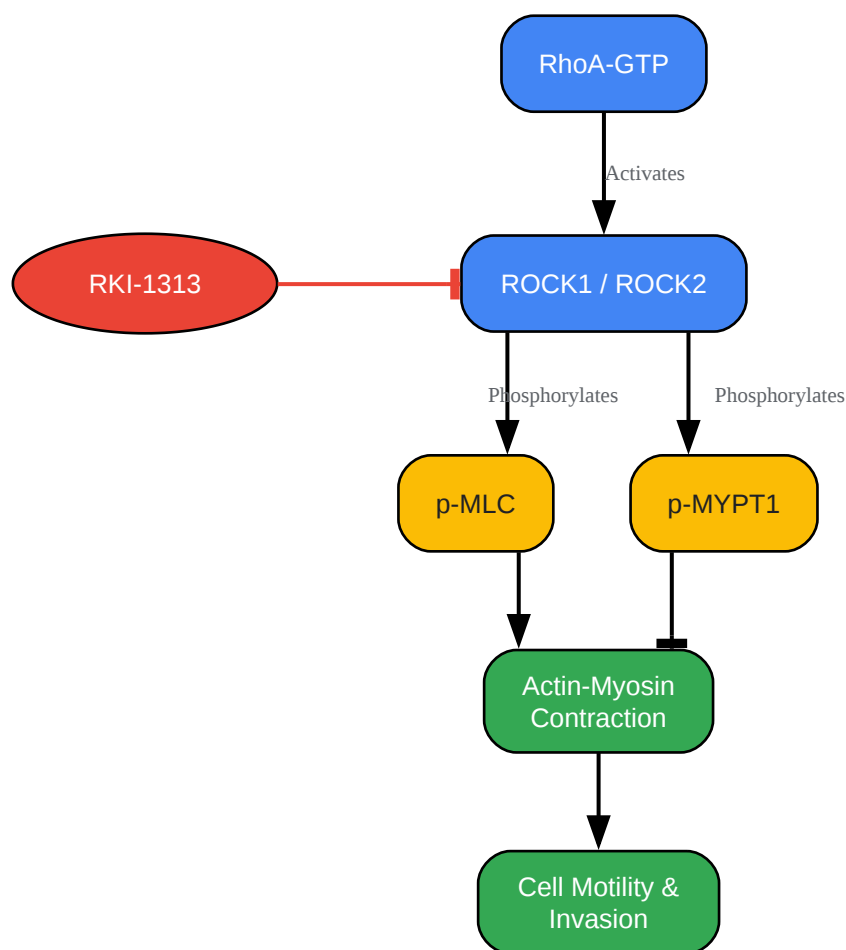 RhoA-GTP
Activates
RKI-1313
ROCK1 / ROCK2
Phosphorylates
Phosphorylates
p-MLC
p-MYPT1
Actin-Myosin
Contraction
Cell Motility &
Invasion